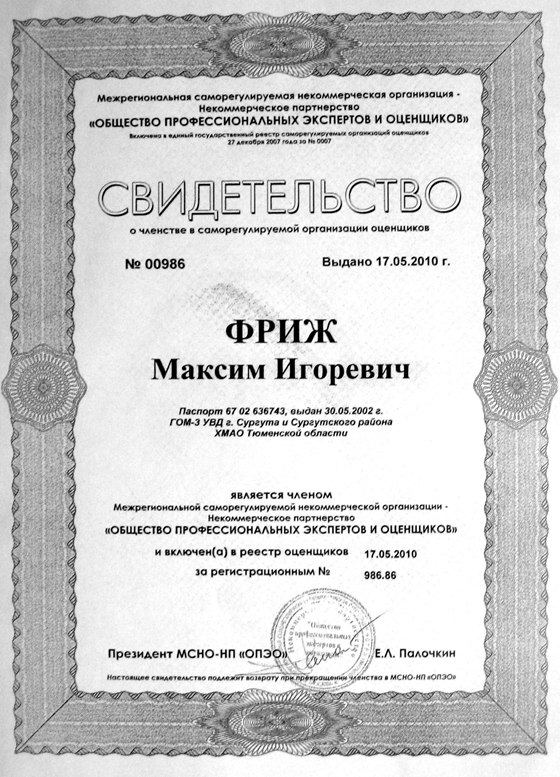 Межрегиональная саморегулируемая некоммерческая организация -
Некоммерческое партнерство
«ОБЩЕСТВО ПРОФЕССИОНАЛЬНЫХ ЭКСПЕРТОВ И ОЦЕНЩИКОВ»
Включена в единый государственный реестр саморегулируемых организаций оценщиков
27 декабря 2007 года за № 0007
СВИДЕТЕЛЬСТВО
о членстве в саморегулируемой организации оценщиков
№ 00986
Выдано 17.05.2010 г.
ФРИЖ
Максим Игоревич
Паспорт 67 02 636743, выдан 30.05.2002 г.
ГОМ-3 УВД г. Сургута и Сургутского района
ХМАО Тюменской области
является членом
Межрегиональной саморегулируемой некоммерческой организации -
Некоммерческое партнерство
«ОБЩЕСТВО ПРОФЕССИОНАЛЬНЫХ ЭКСПЕРТОВ И ОЦЕНЩИКОВ»
и включен(а) в реестр оценщиков 17.05.2010
за регистрационным № 986.86
"Общество
профессиональных
экспертов и
Президент МСНО-НП «ОПЭО» Е.Л. Палочкин
Настоящее свидетельство подлежит возврату при прекращении членства в МСНО-НП «ОПЭО»